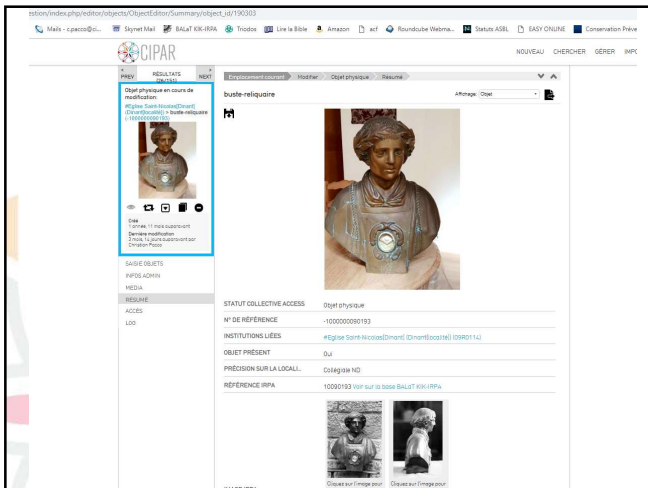 estion/index.php/editor/objects/ObjectEditor/Summary/object_id/190303
Mails - c.pacco@ci... Skynet Mail BALaT KIK-IRPA Triodos Lire la Bible Amazon acf Roundcube Webma... Statuts ASBL EASY ONLINE Conservation Préve
CIPAR
NOUVEAU CHERCHER GÉRER IMPO
PREV RÉSULTATS (26/151) NEXT
Objet physique en cours de modification:
#Eglise Saint-Nicolas[Dinant] (Dinant[localité]) > buste-reliquaire (-1000000090193)
Créé
1 année, 11 mois auparavant
Dernière modification
3 mois, 14 jours auparavant par Christian Pacco
SAISIE OBJETS
INFOS ADMIN
MEDIA
RÉSUMÉ
ACCÈS
LOG
Emplacement courant Modifier Objet physique Résumé
buste-reliquaire
Affichage: Objet
STATUT COLLECTIVE ACCESS Objet physique
N° DE RÉFÉRENCE -1000000090193
INSTITUTIONS LIÉES #Eglise Saint-Nicolas[Dinant] (Dinant[localité]) (09R0114)
OBJET PRÉSENT Oui
PRÉCISION SUR LA LOCALI... Collégiale ND
RÉFÉRENCE IRPA 10090193 Voir sur la base BALaT KIK-IRPA
Cliquez sur l'image pour Cliquez sur l'image pour